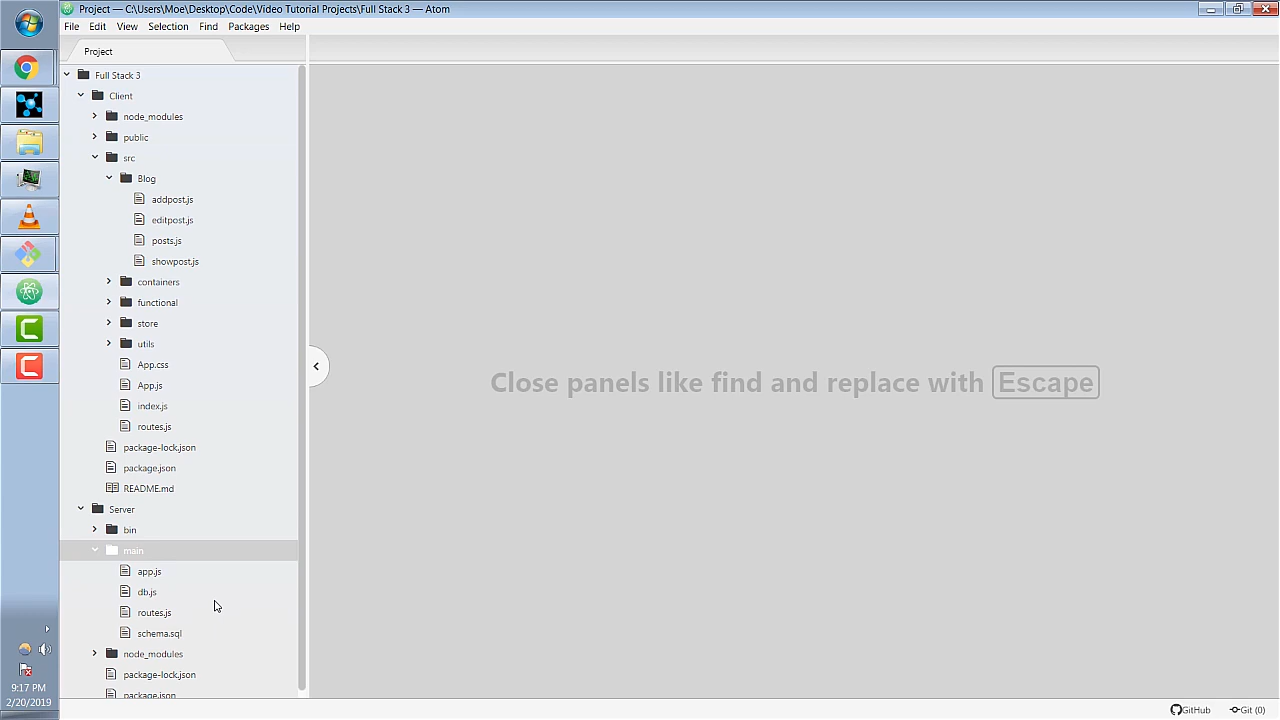 Project — C:\Users\Moe\Desktop\Code\Video Tutorial Projects\Full Stack 3 — Atom
File Edit View Selection Find Packages Help
Project
Full Stack 3
Client
node_modules
public
src
Blog
addpost.js
editpost.js
posts.js
showpost.js
containers
functional
store
utils
App.css
App.js
index.js
routes.js
package-lock.json
package.json
README.md
Server
bin
main
app.js
db.js
routes.js
schema.sql
node_modules
package-lock.json
package.json
Close panels like find and replace with Escape
9:17 PM
2/20/2019
GitHub Git (0)